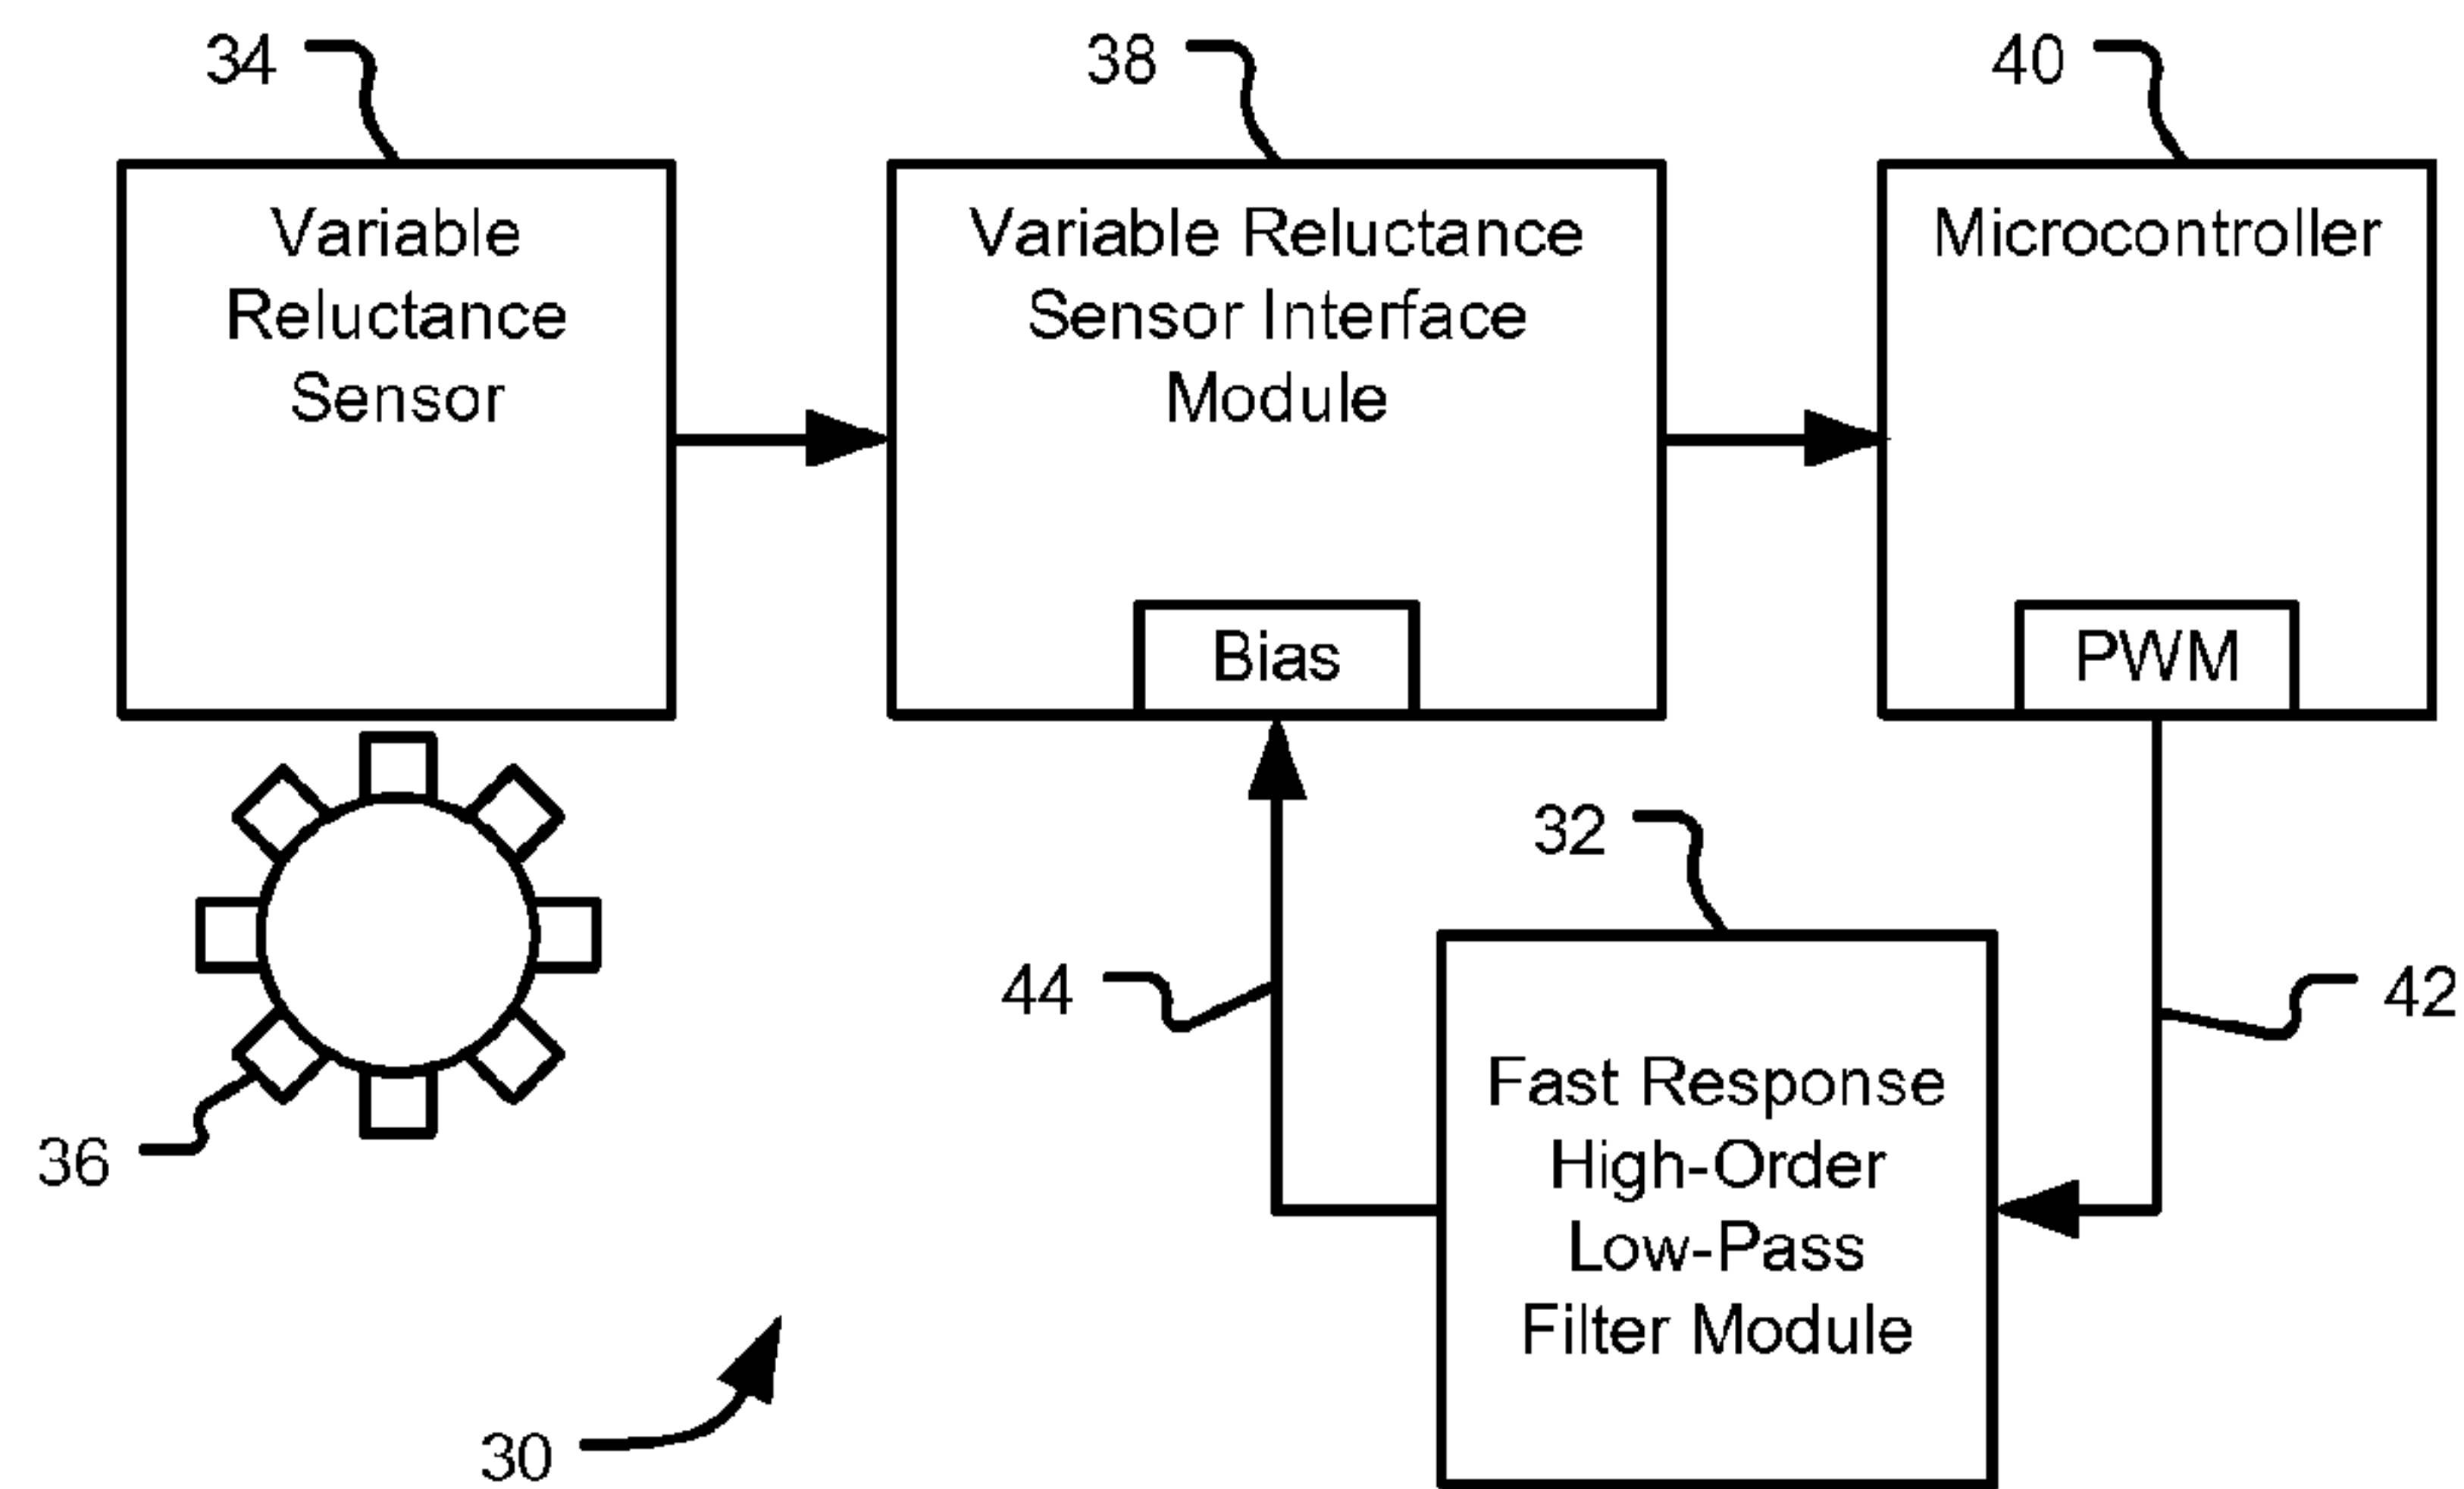 34
38
40
Variable
Reluctance
Sensor
Variable Reluctance
Sensor Interface
Module
Microcontroller
Bias
PWM
32
44
42
Fast Response
High-Order
Low-Pass
Filter Module
36
30